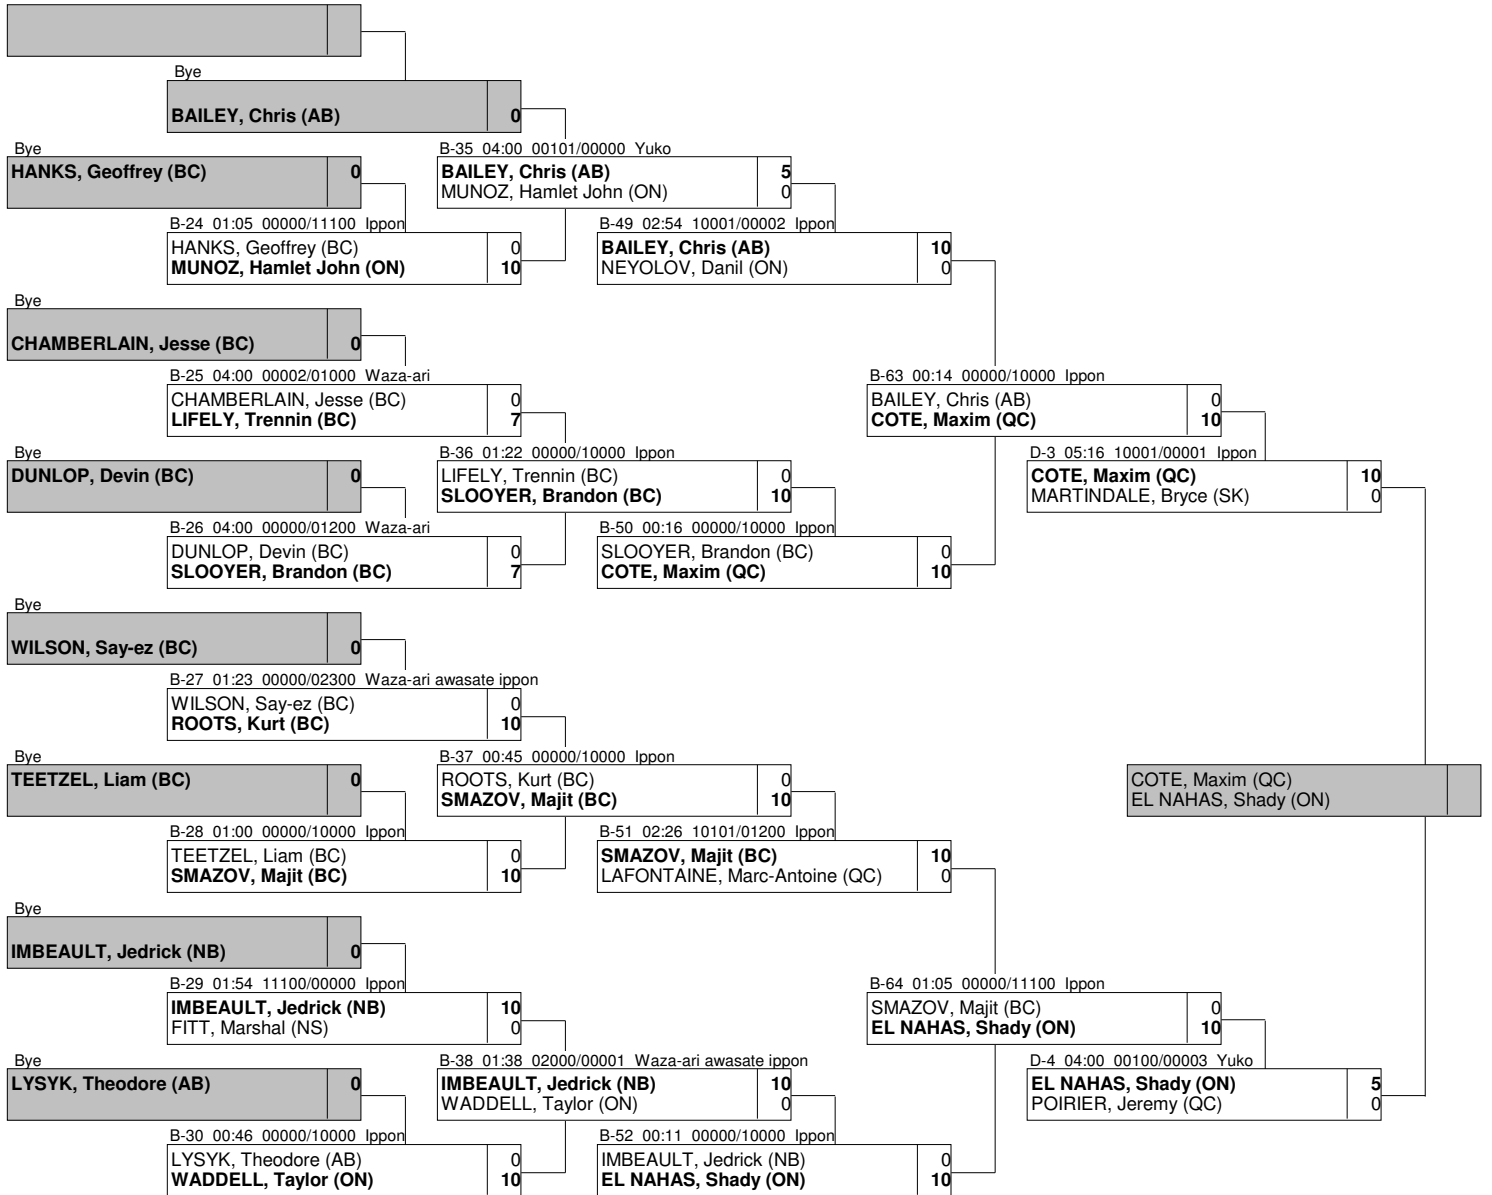 Bye
BAILEY, Chris (AB) 0
Bye
HANKS, Geoffrey (BC) 0
B-35 04:00 00101/00000 Yuko
BAILEY, Chris (AB) 5
MUNOZ, Hamlet John (ON) 0
B-24 01:05 00000/11100 Ippon
HANKS, Geoffrey (BC) 0
MUNOZ, Hamlet John (ON) 10
B-49 02:54 10001/00002 Ippon
BAILEY, Chris (AB) 10
NEYOLOV, Danil (ON) 0
Bye
CHAMBERLAIN, Jesse (BC) 0
B-25 04:00 00002/01000 Waza-ari
CHAMBERLAIN, Jesse (BC) 0
LIFELY, Trennin (BC) 7
B-63 00:14 00000/10000 Ippon
BAILEY, Chris (AB) 0
COTE, Maxim (QC) 10
Bye
DUNLOP, Devin (BC) 0
B-36 01:22 00000/10000 Ippon
LIFELY, Trennin (BC) 0
SLOOYER, Brandon (BC) 10
D-3 05:16 10001/00001 Ippon
COTE, Maxim (QC) 10
MARTINDALE, Bryce (SK) 0
B-26 04:00 00000/01200 Waza-ari
DUNLOP, Devin (BC) 0
SLOOYER, Brandon (BC) 7
B-50 00:16 00000/10000 Ippon
SLOOYER, Brandon (BC) 0
COTE, Maxim (QC) 10
Bye
WILSON, Say-ez (BC) 0
B-27 01:23 00000/02300 Waza-ari awasate ippon
WILSON, Say-ez (BC) 0
ROOTS, Kurt (BC) 10
Bye
TEETZEL, Liam (BC) 0
B-37 00:45 00000/10000 Ippon
ROOTS, Kurt (BC) 0
SMAZOV, Majit (BC) 10
COTE, Maxim (QC)
EL NAHAS, Shady (ON)
B-28 01:00 00000/10000 Ippon
TEETZEL, Liam (BC) 0
SMAZOV, Majit (BC) 10
B-51 02:26 10101/01200 Ippon
SMAZOV, Majit (BC) 10
LAFONTAINE, Marc-Antoine (QC) 0
Bye
IMBEAULT, Jedrick (NB) 0
B-29 01:54 11100/00000 Ippon
IMBEAULT, Jedrick (NB) 10
FITT, Marshal (NS) 0
B-64 01:05 00000/11100 Ippon
SMAZOV, Majit (BC) 0
EL NAHAS, Shady (ON) 10
Bye
LYSYK, Theodore (AB) 0
B-38 01:38 02000/00001 Waza-ari awasate ippon
IMBEAULT, Jedrick (NB) 10
WADDELL, Taylor (ON) 0
D-4 04:00 00100/00003 Yuko
EL NAHAS, Shady (ON) 5
POIRIER, Jeremy (QC) 0
B-30 00:46 00000/10000 Ippon
LYSYK, Theodore (AB) 0
WADDELL, Taylor (ON) 10
B-52 00:11 00000/10000 Ippon
IMBEAULT, Jedrick (NB) 0
EL NAHAS, Shady (ON) 10